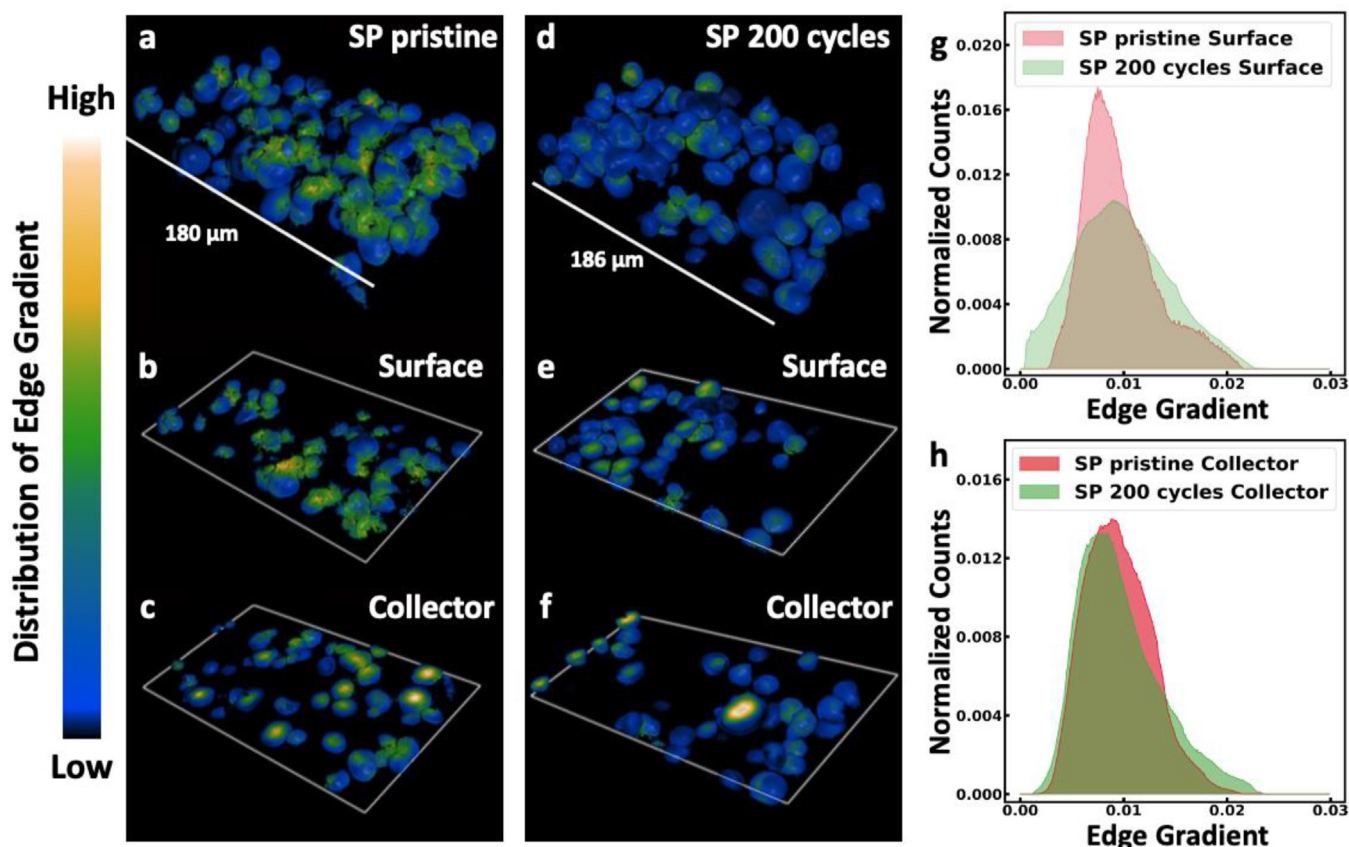 High
Distribution of Edge Gradient
Low
a
SP pristine
180 µm
b
Surface
c
Collector
d
SP 200 cycles
186 µm
e
Surface
f
Collector
g
SP pristine Surface
SP 200 cycles Surface
Normalized Counts
0.020
0.016
0.012
0.008
0.004
0.000
0.00
0.01
0.02
0.03
Edge Gradient
h
SP pristine Collector
SP 200 cycles Collector
Normalized Counts
0.016
0.012
0.008
0.004
0.000
0.00
0.01
0.02
0.03
Edge Gradient